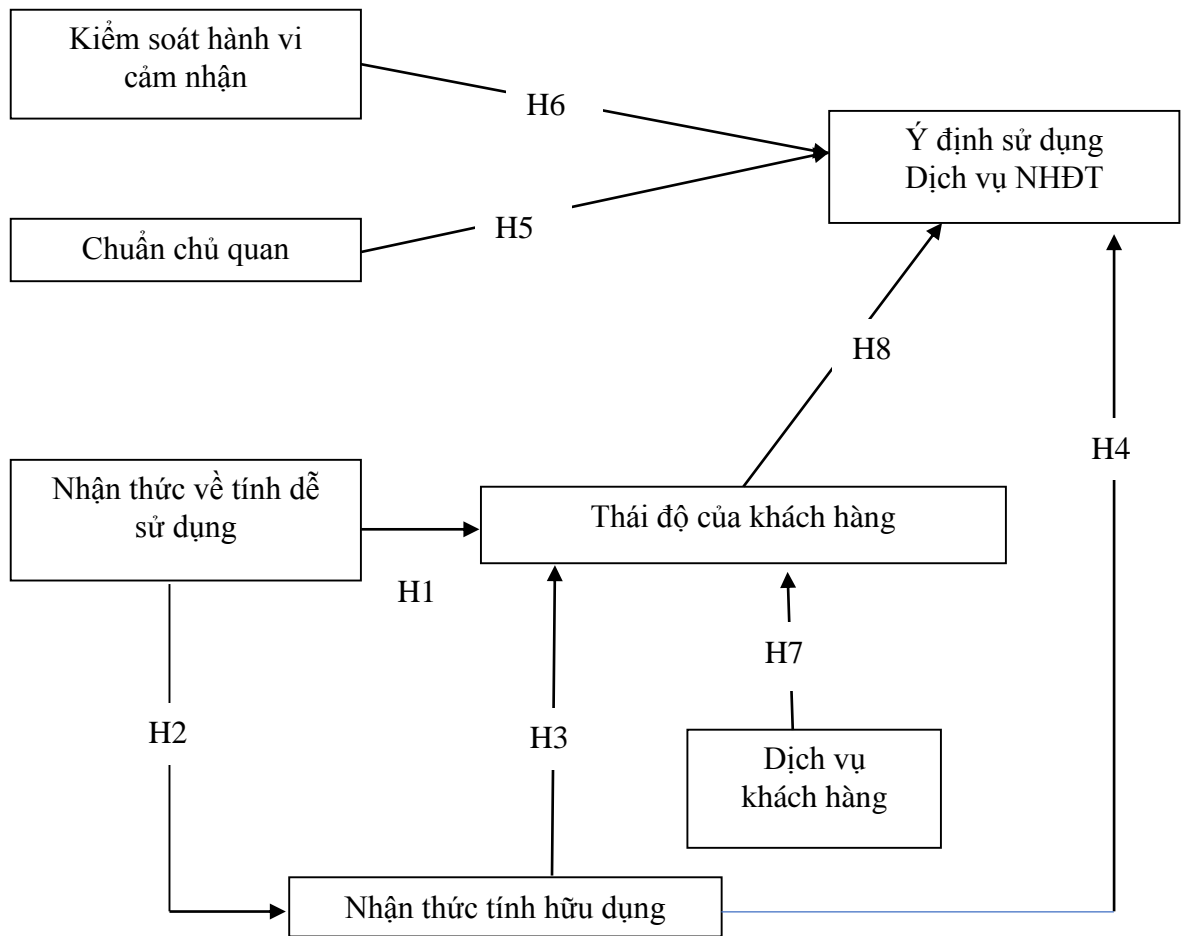 Kiểm soát hành vi
cảm nhận
H6
Ý định sử dụng
Dịch vụ NHĐT
Chuẩn chủ quan
H5
H8
H4
Nhận thức về tính dễ
sử dụng
Thái độ của khách hàng
H1
H7
H2
H3
Dịch vụ
khách hàng
Nhận thức tính hữu dụng